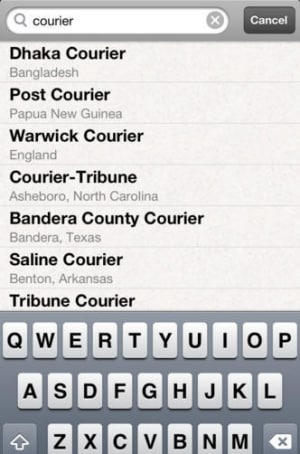 courier
Cancel
Dhaka Courier
Bangladesh
Post Courier
Papua New Guinea
Warwick Courier
England
Courier-Tribune
Asheboro, North Carolina
Bandera County Courier
Bandera, Texas
Saline Courier
Benton, Arkansas
Tribune Courier
Q W E R T Y U I O P
A S D F G H J K L
Z X C V B N M